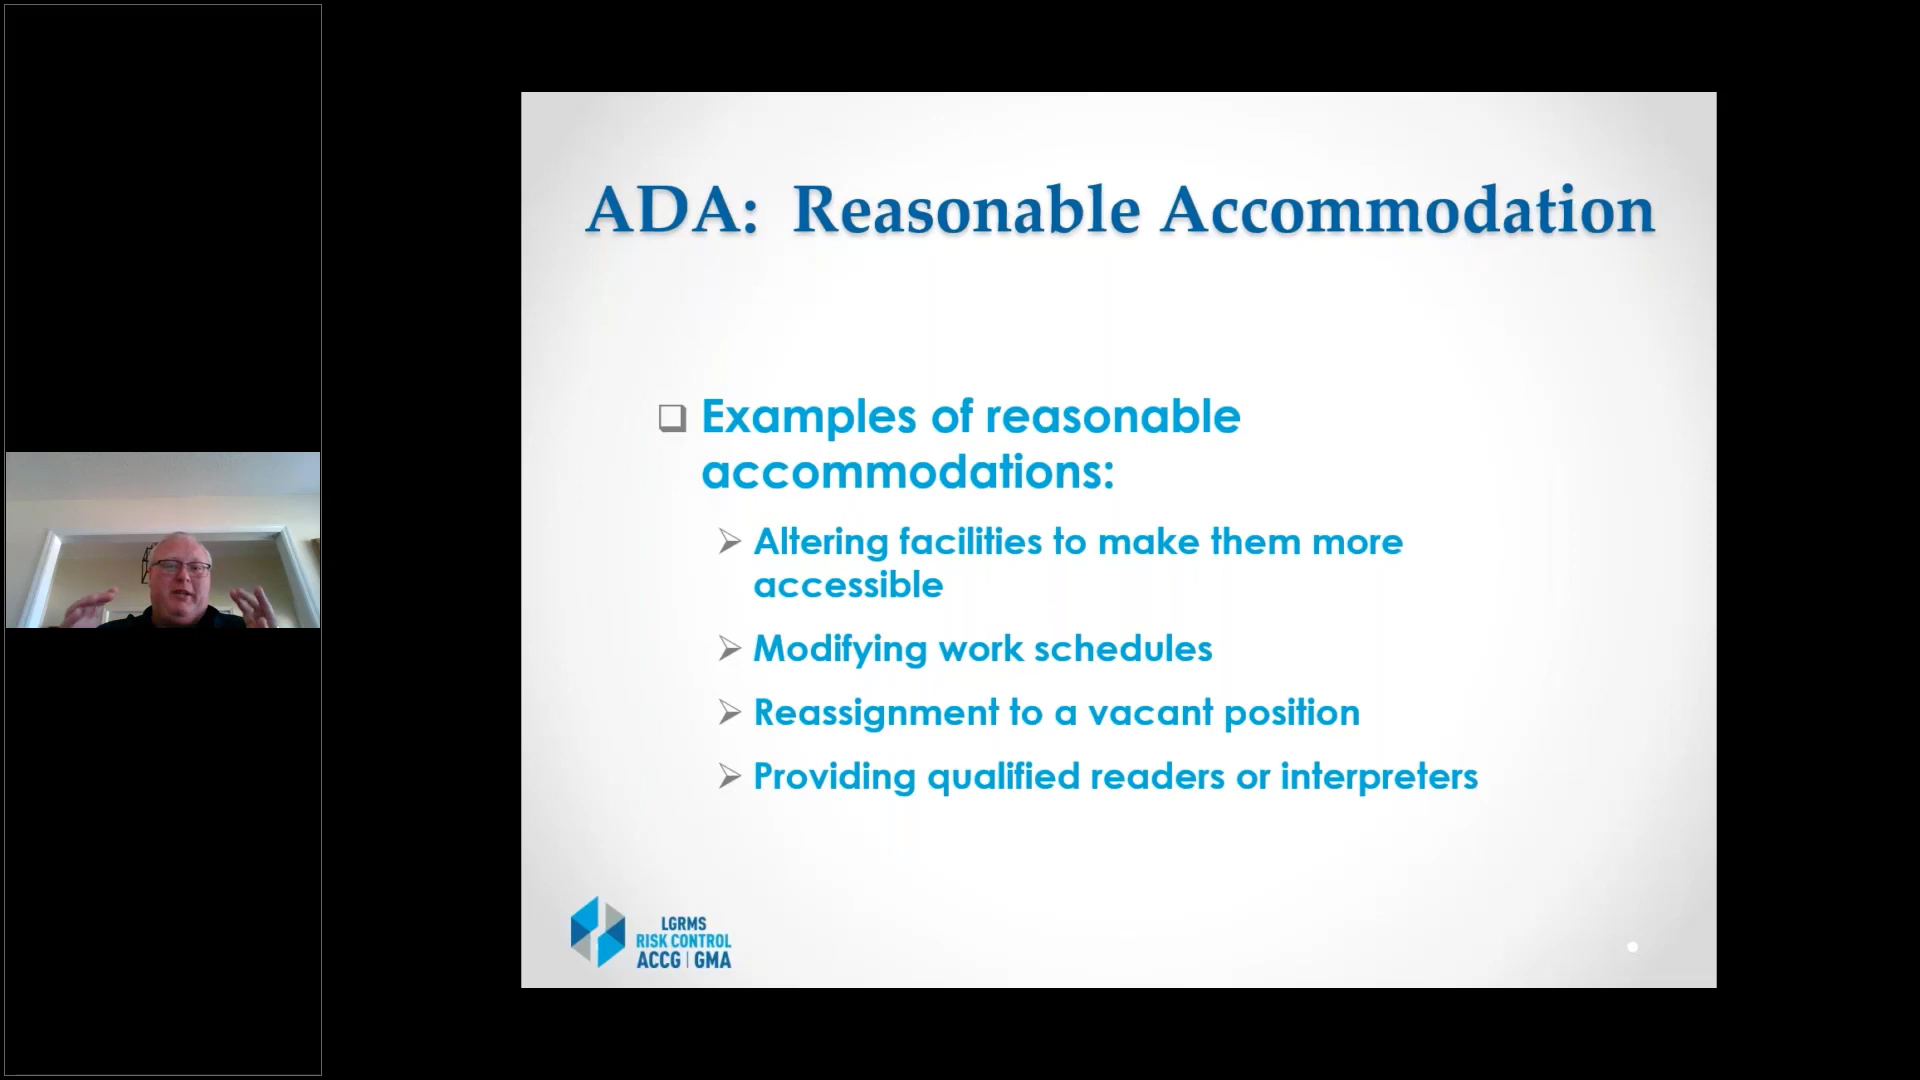 ADA: Reasonable Accommodation
Examples of reasonable
accommodations:
Altering facilities to make them more
accessible
Modifying work schedules
Reassignment to a vacant position
Providing qualified readers or interpreters
LGRMS
RISK CONTROL
ACCG | GMA